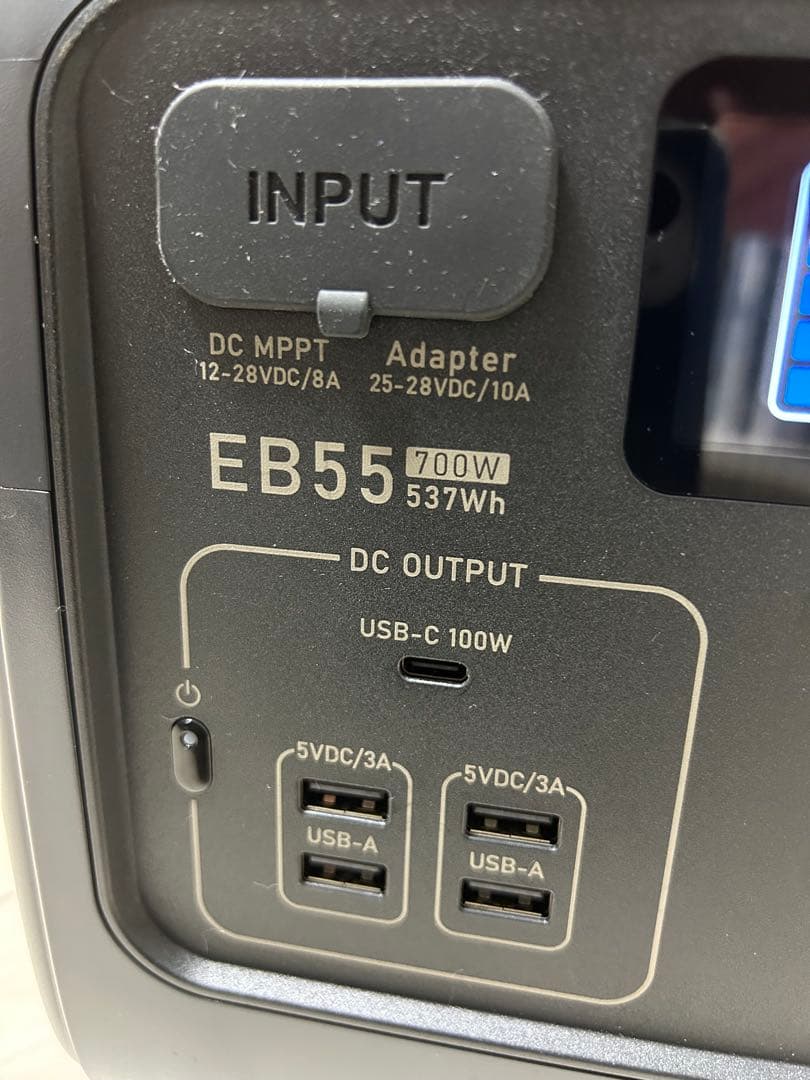 INPUT
DC MPPT
12-28VDC/8A
Adapter
25-28VDC/10A
EB55
700W
537Wh
DC OUTPUT
USB-C 100W
5VDC/3A
USB-A
5VDC/3A
USB-A